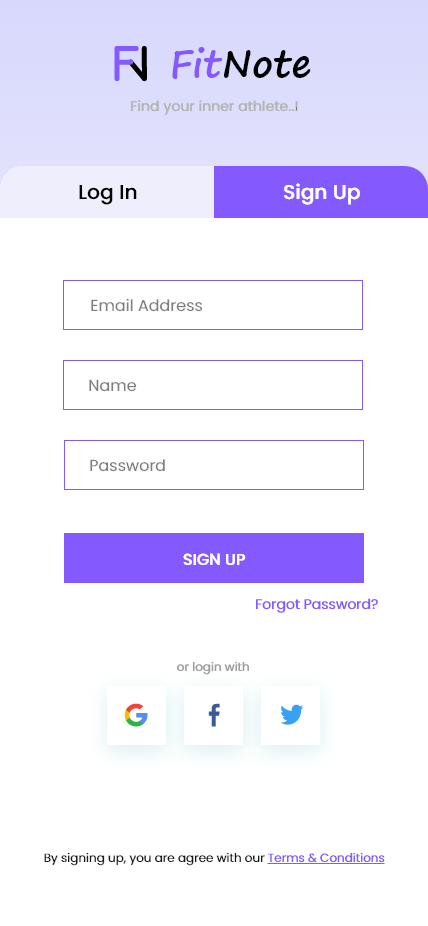 FN FitNote
Find your inner athlete..!
Log In
Sign Up
Email Address
Name
Password
SIGN UP
Forgot Password?
or login with
G f
By signing up, you are agree with our Terms & Conditions